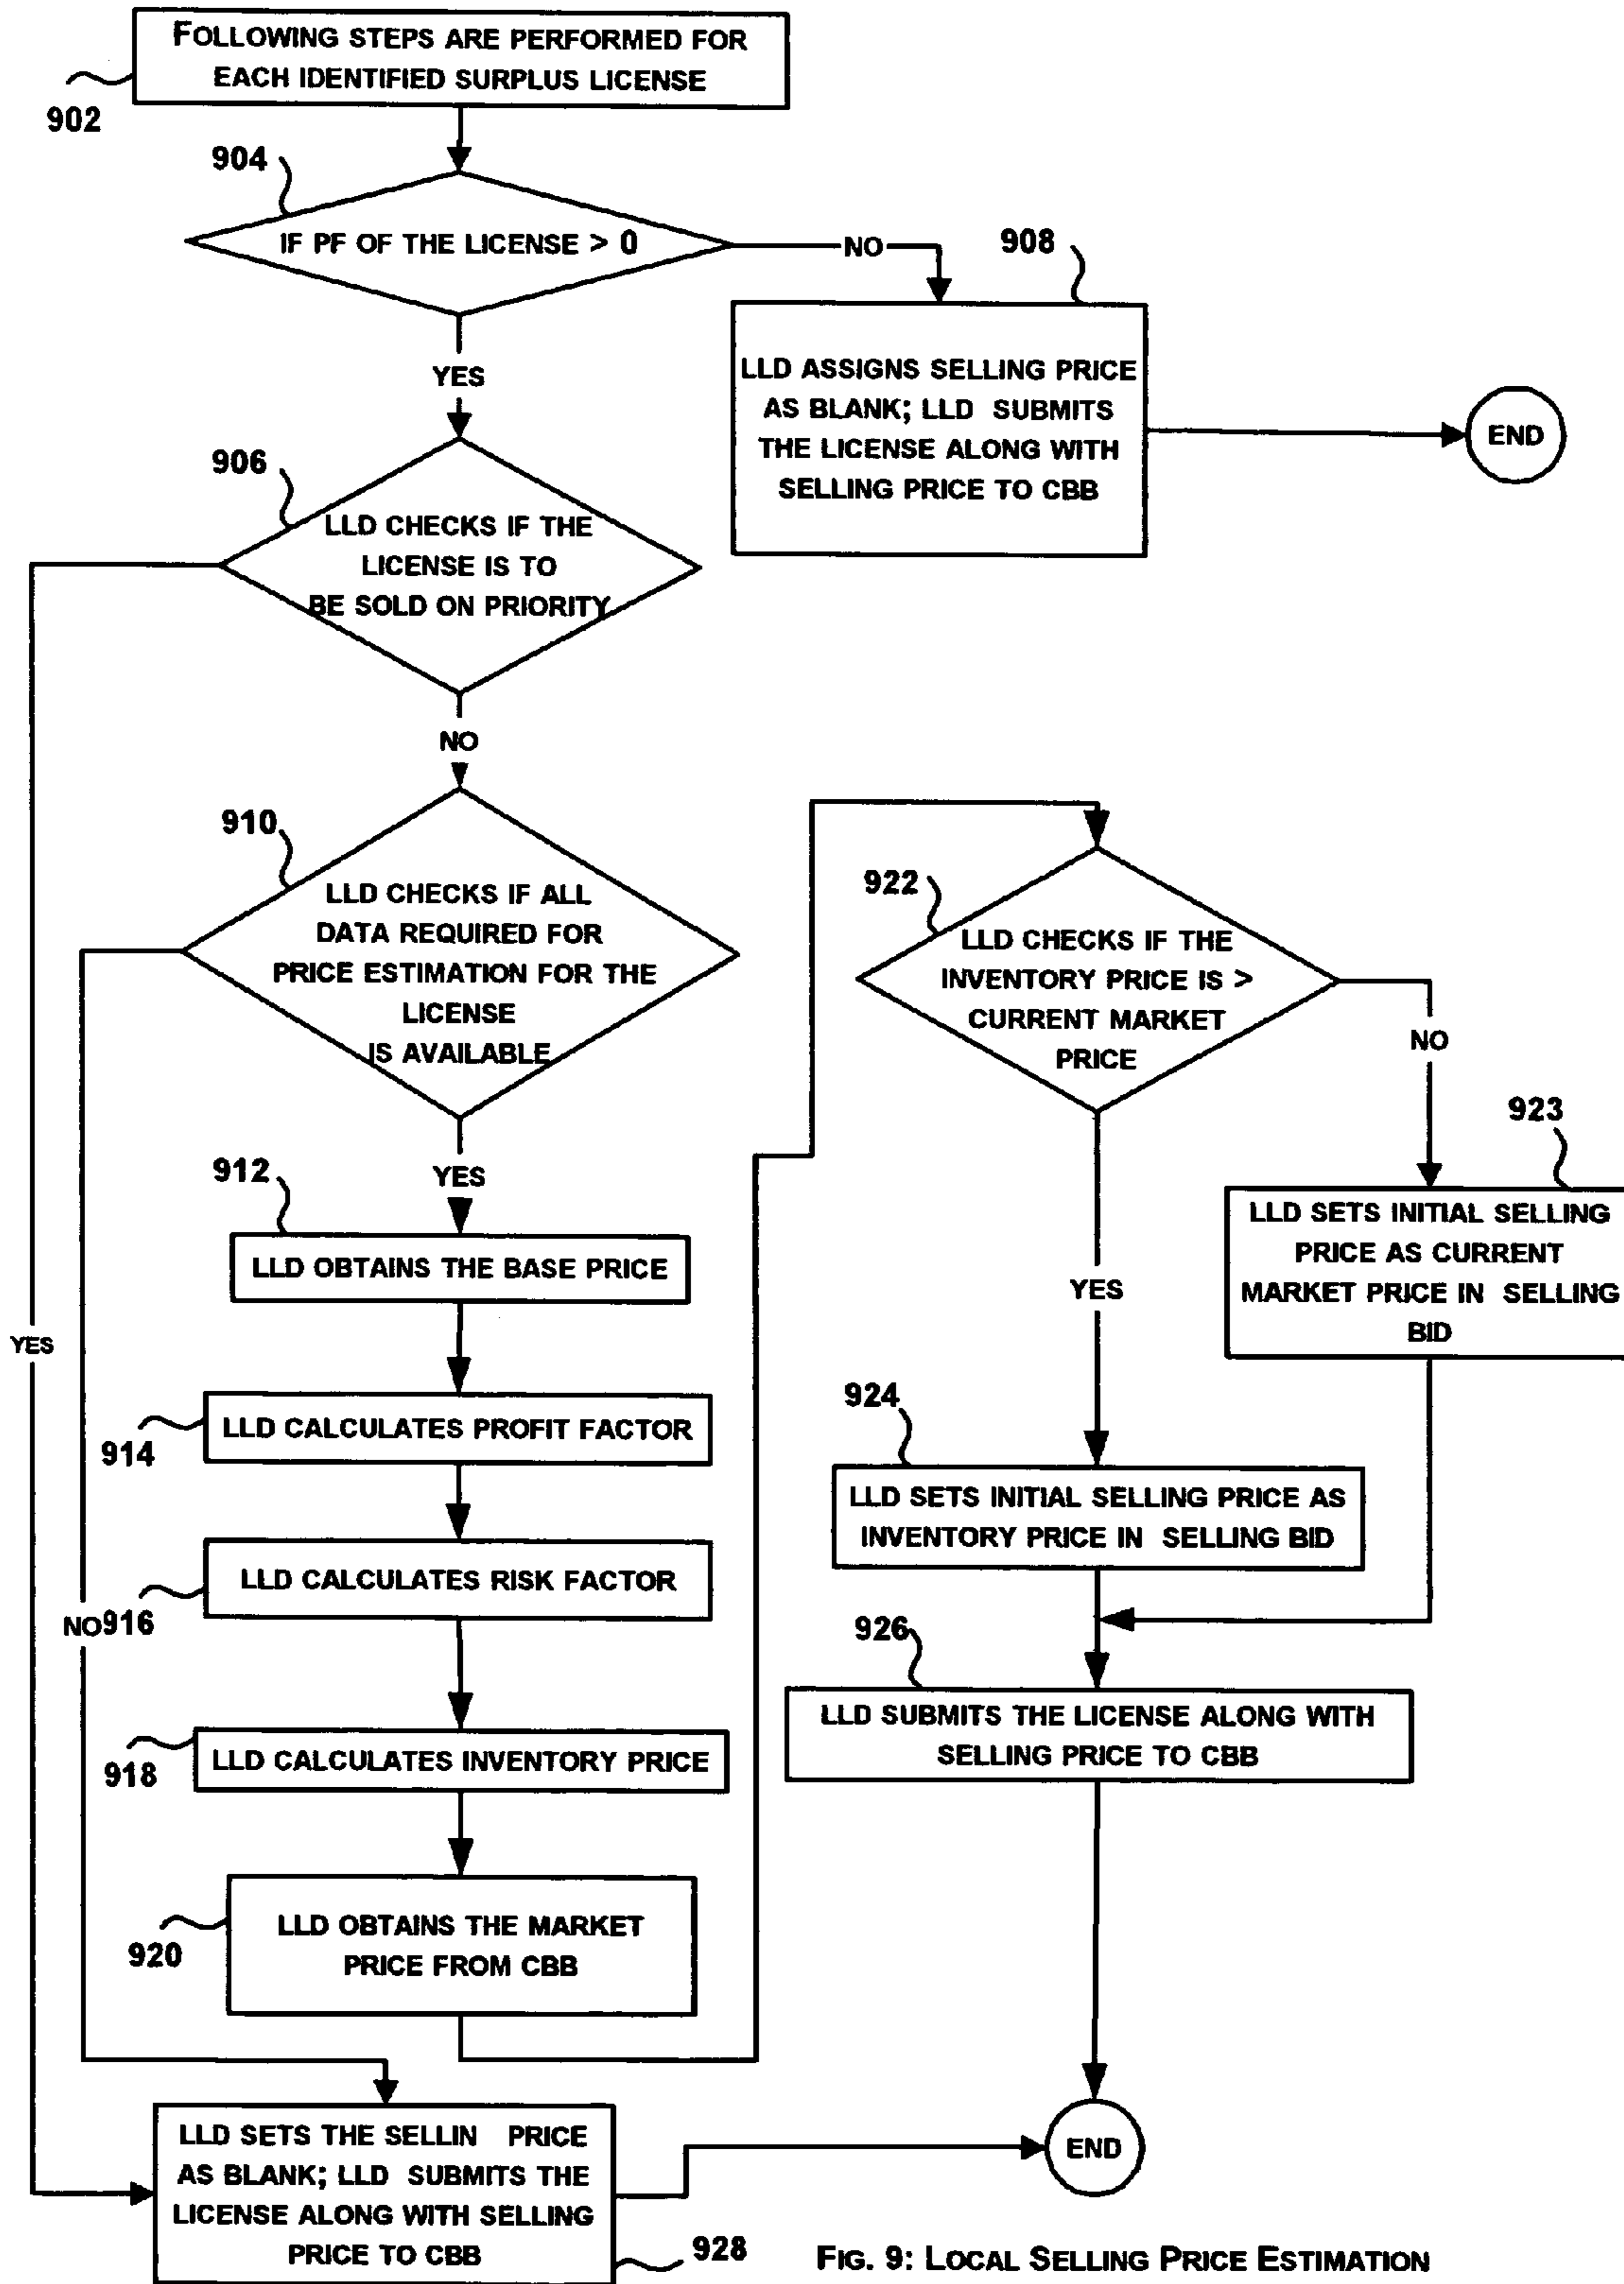 FOLLOWING STEPS ARE PERFORMED FOR
EACH IDENTIFIED SURPLUS LICENSE
902
904
IF PF OF THE LICENSE > 0
NO
908
YES
LLD ASSIGNS SELLING PRICE
AS BLANK; LLD SUBMITS
THE LICENSE ALONG WITH
SELLING PRICE TO CBB
END
906
LLD CHECKS IF THE
LICENSE IS TO
BE SOLD ON PRIORITY
NO
YES
910
LLD CHECKS IF ALL
DATA REQUIRED FOR
PRICE ESTIMATION FOR THE
LICENSE
IS AVAILABLE
YES
NO
912
LLD OBTAINS THE BASE PRICE
LLD CALCULATES PROFIT FACTOR
914
LLD CALCULATES RISK FACTOR
916
LLD CALCULATES INVENTORY PRICE
918
LLD OBTAINS THE MARKET
PRICE FROM CBB
920
922
LLD CHECKS IF THE
INVENTORY PRICE IS >
CURRENT MARKET
PRICE
NO
YES
923
LLD SETS INITIAL SELLING
PRICE AS CURRENT
MARKET PRICE IN SELLING
BID
924
LLD SETS INITIAL SELLING PRICE AS
INVENTORY PRICE IN SELLING BID
926
LLD SUBMITS THE LICENSE ALONG WITH
SELLING PRICE TO CBB
END
LLD SETS THE SELLIN PRICE
AS BLANK; LLD SUBMITS THE
LICENSE ALONG WITH SELLING
PRICE TO CBB
928
FIG. 9: LOCAL SELLING PRICE ESTIMATION